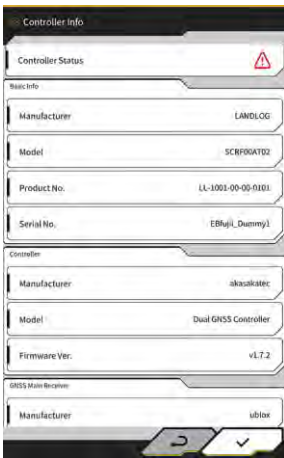 Controller Info
Controller Status
Basic Info
Manufacturer LANDLOG
Model SCRF00AT02
Product No. LL-1001-00-00-0101
Serial No. EBfujii_Dummy1
Controller
Manufacturer akasakatec
Model Dual GNSS Controller
Firmware Ver. v1.7.2
GNSS Main Receiver
Manufacturer ublox